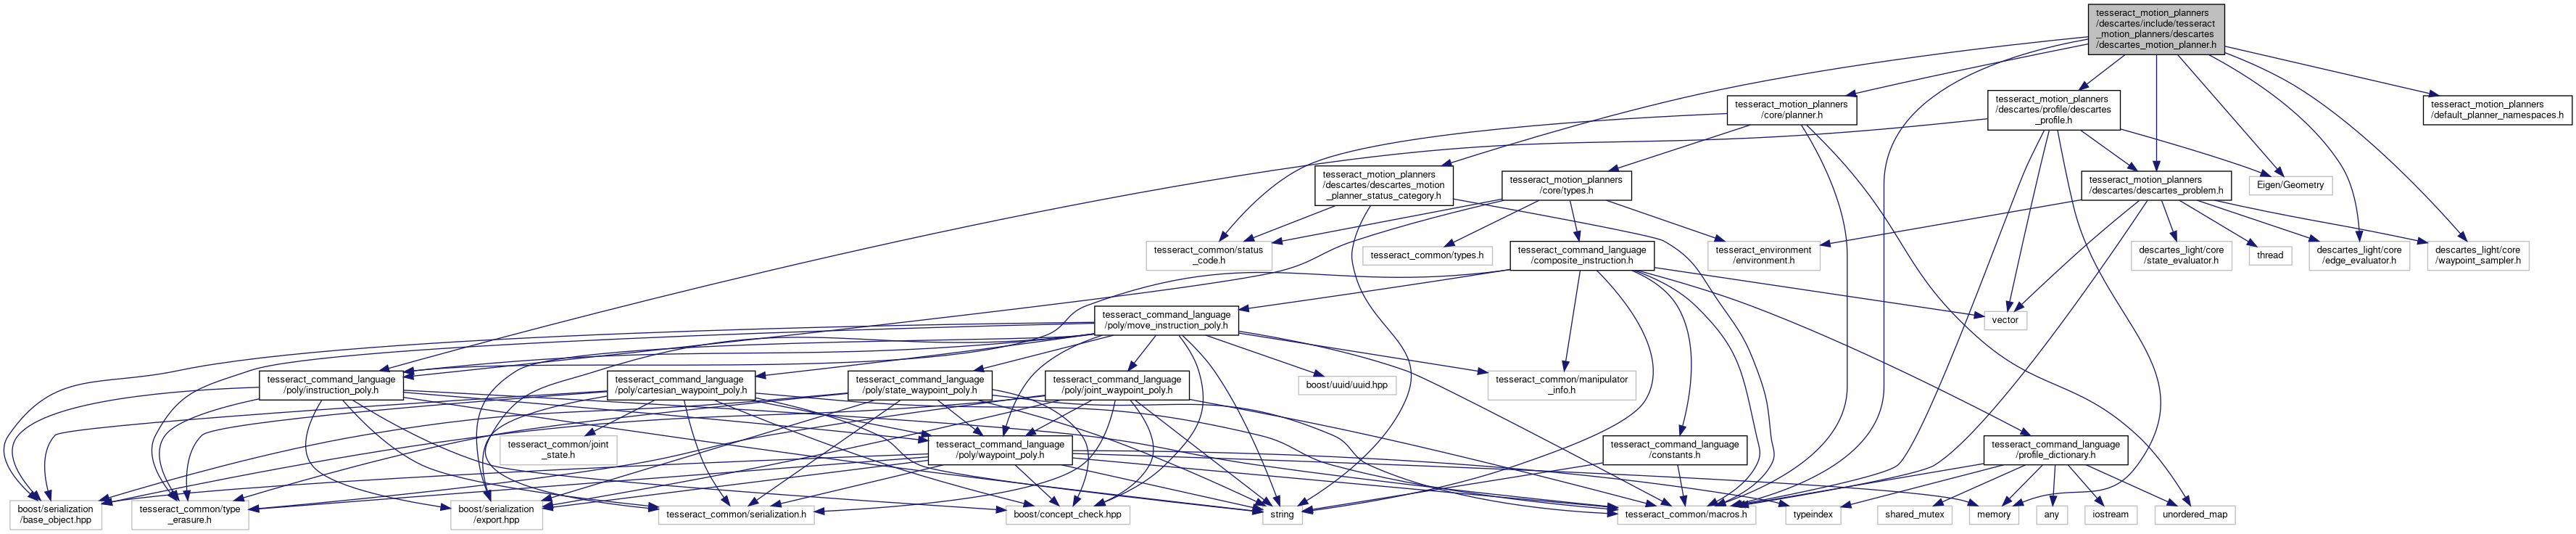 tesseract_motion_planners
/descartes/include/tesseract
_motion_planners/descartes
/descartes_motion_planner.h
tesseract_motion_planners
/core/planner.h
tesseract_motion_planners
/descartes/profile/descartes
_profile.h
tesseract_motion_planners
/default_planner_namespaces.h
tesseract_motion_planners
/descartes/descartes_motion
_planner_status_category.h
tesseract_motion_planners
/core/types.h
tesseract_motion_planners
/descartes/descartes_problem.h
Eigen/Geometry
tesseract_common/status
_code.h
tesseract_common/types.h
tesseract_command_language
/composite_instruction.h
tesseract_environment
/environment.h
descartes_light/core
/state_evaluator.h
thread
descartes_light/core
/edge_evaluator.h
descartes_light/core
/waypoint_sampler.h
tesseract_command_language
/poly/move_instruction_poly.h
vector
tesseract_command_language
/poly/instruction_poly.h
tesseract_command_language
/poly/cartesian_waypoint_poly.h
tesseract_command_language
/poly/state_waypoint_poly.h
tesseract_command_language
/poly/joint_waypoint_poly.h
boost/uuid/uuid.hpp
tesseract_common/manipulator
_info.h
tesseract_common/joint
_state.h
tesseract_command_language
/poly/waypoint_poly.h
tesseract_command_language
/constants.h
tesseract_command_language
/profile_dictionary.h
boost/serialization
/base_object.hpp
tesseract_common/type
_erasure.h
boost/serialization
/export.hpp
tesseract_common/serialization.h
boost/concept_check.hpp
string
tesseract_common/macros.h
typeindex
shared_mutex
memory
any
iostream
unordered_map